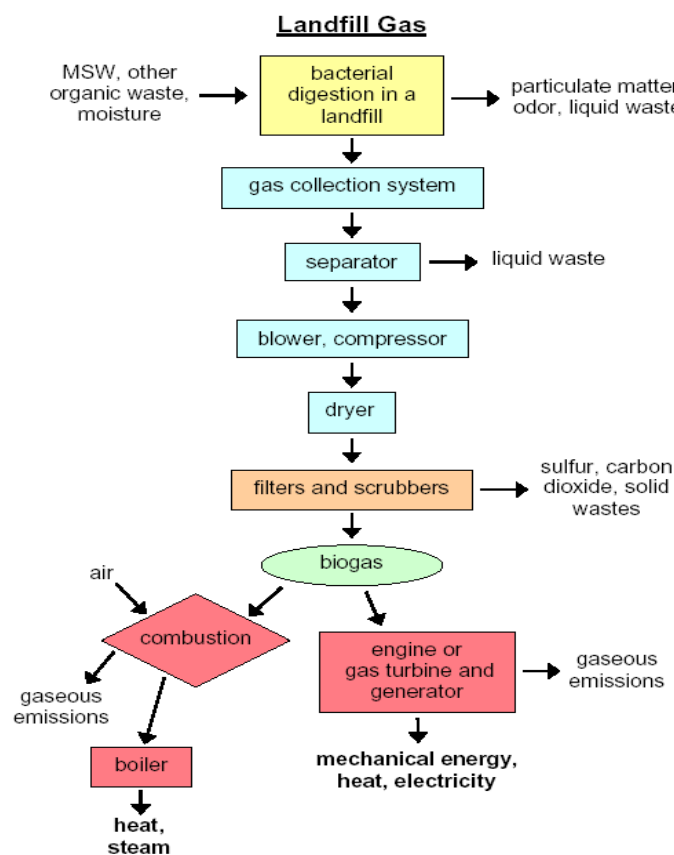 Landfill Gas
MSW, other
organic waste,
moisture
bacterial
digestion in a
landfill
particulate matter
odor, liquid waste
gas collection system
separator
liquid waste
blower, compressor
dryer
filters and scrubbers
sulfur, carbon
dioxide, solid
wastes
biogas
air
combustion
engine or
gas turbine and
generator
gaseous
emissions
gaseous
emissions
boiler
mechanical energy,
heat, electricity
heat,
steam